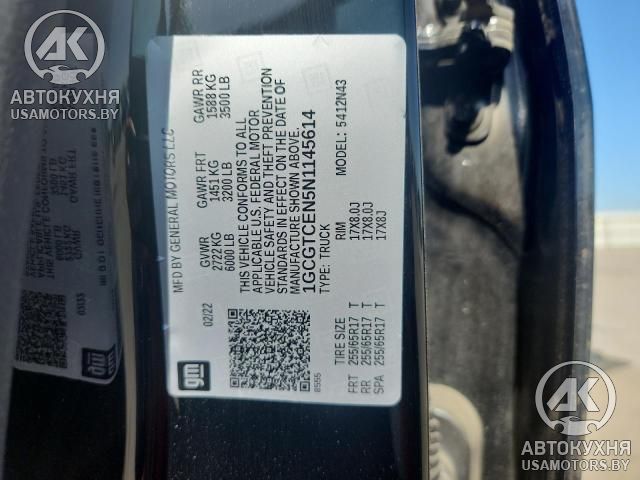 АВТОКУХНЯ
USAMOTORS.BY
MFD BY GENERAL MOTORS LLC
02/22
GVWR GAWR FRT GAWR RR
2722 KG 1451 KG 1588 KG
6000 LB 3200 LB 3500 LB
THIS VEHICLE CONFORMS TO ALL
APPLICABLE U.S. FEDERAL MOTOR
VEHICLE SAFETY AND THEFT PREVENTION
STANDARDS IN EFFECT ON THE DATE OF
MANUFACTURE SHOWN ABOVE.
1GCGTCEN5N1145614
TYPE: TRUCK MODEL: 5412N43
gm
8555
TIRE SIZE RIM
FRT 255/65R17 T 17X8.0J
RR 255/65R17 T 17X8.0J
SPA 255/65R17 T 17X8J
АВТОКУХНЯ
USAMOTORS.BY